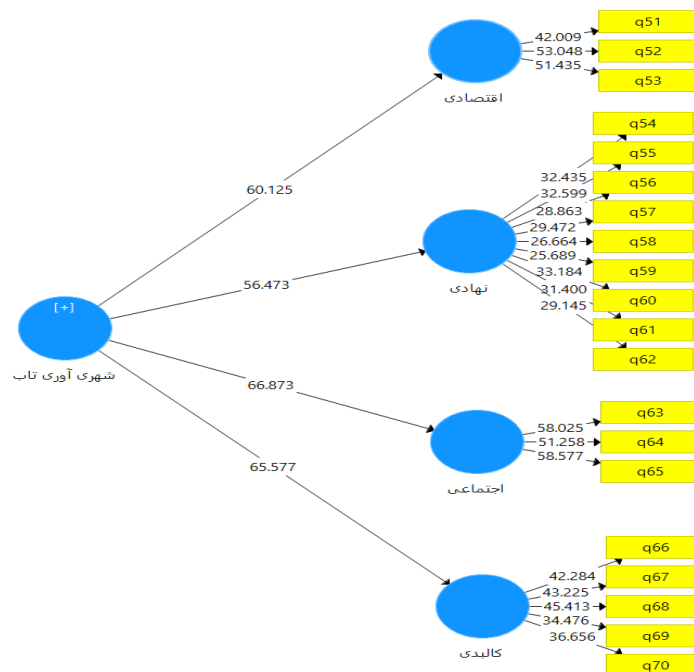 q51
42.009
q52
53.048
q53
51.435
اقتصادی
60.125
q54
32.435
q55
32.599
q56
28.863
q57
29.472
q58
26.664
q59
25.689
q60
33.184
q61
31.400
q62
29.145
نهادی
56.473
[+]
شهری آوری تاب
66.873
q63
58.025
q64
51.258
q65
58.577
اجتماعی
65.577
q66
42.284
q67
43.225
q68
45.413
q69
34.476
q70
36.656
کالبدی